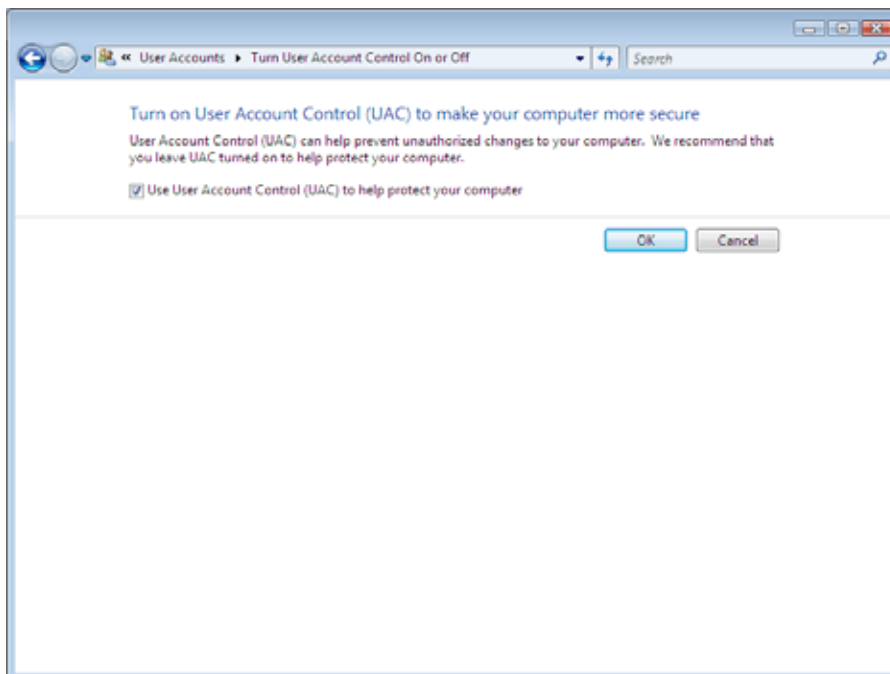 « User Accounts ▸ Turn User Account Control On or Off
Search
Turn on User Account Control (UAC) to make your computer more secure
User Account Control (UAC) can help prevent unauthorized changes to your computer. We recommend that
you leave UAC turned on to help protect your computer.
Use User Account Control (UAC) to help protect your computer
OK Cancel